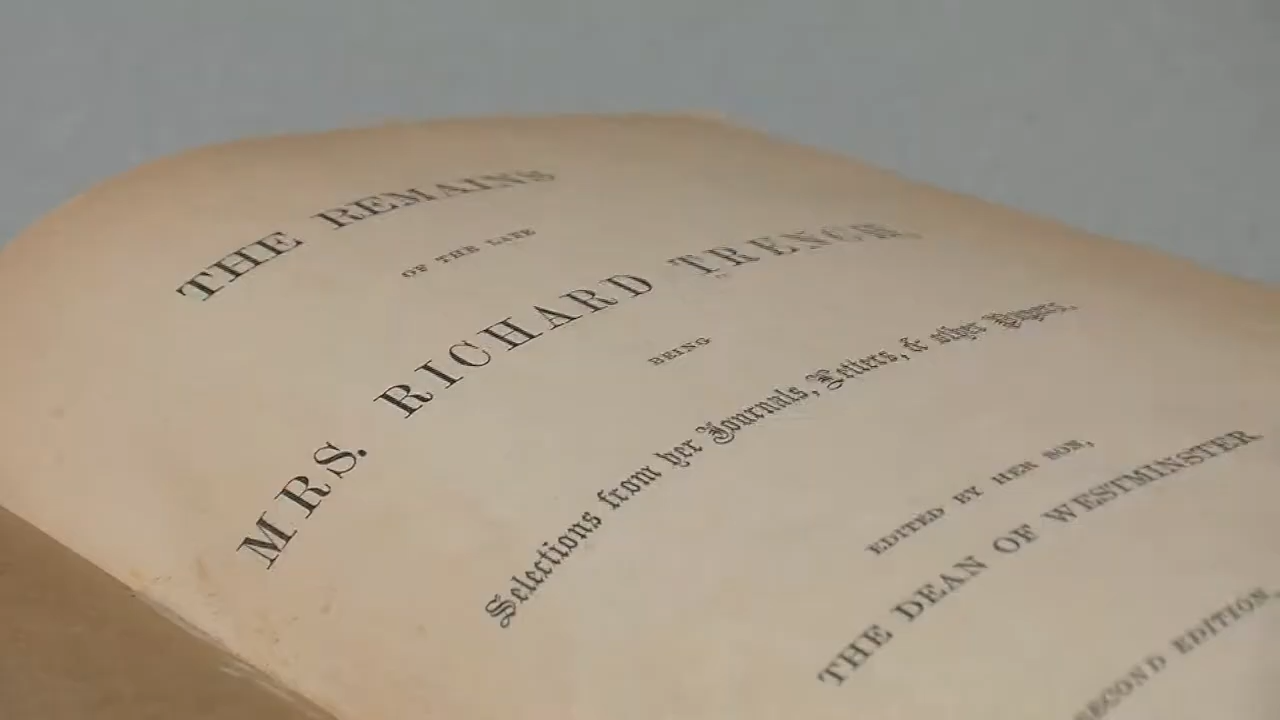 THE REMAINS
OF THE LATE
MRS. RICHARD TRENCH,
BEING
Selections from her Journals, Letters, & other Papers.
EDITED BY HER SON,
THE DEAN OF WESTMINSTER.
SECOND EDITION.